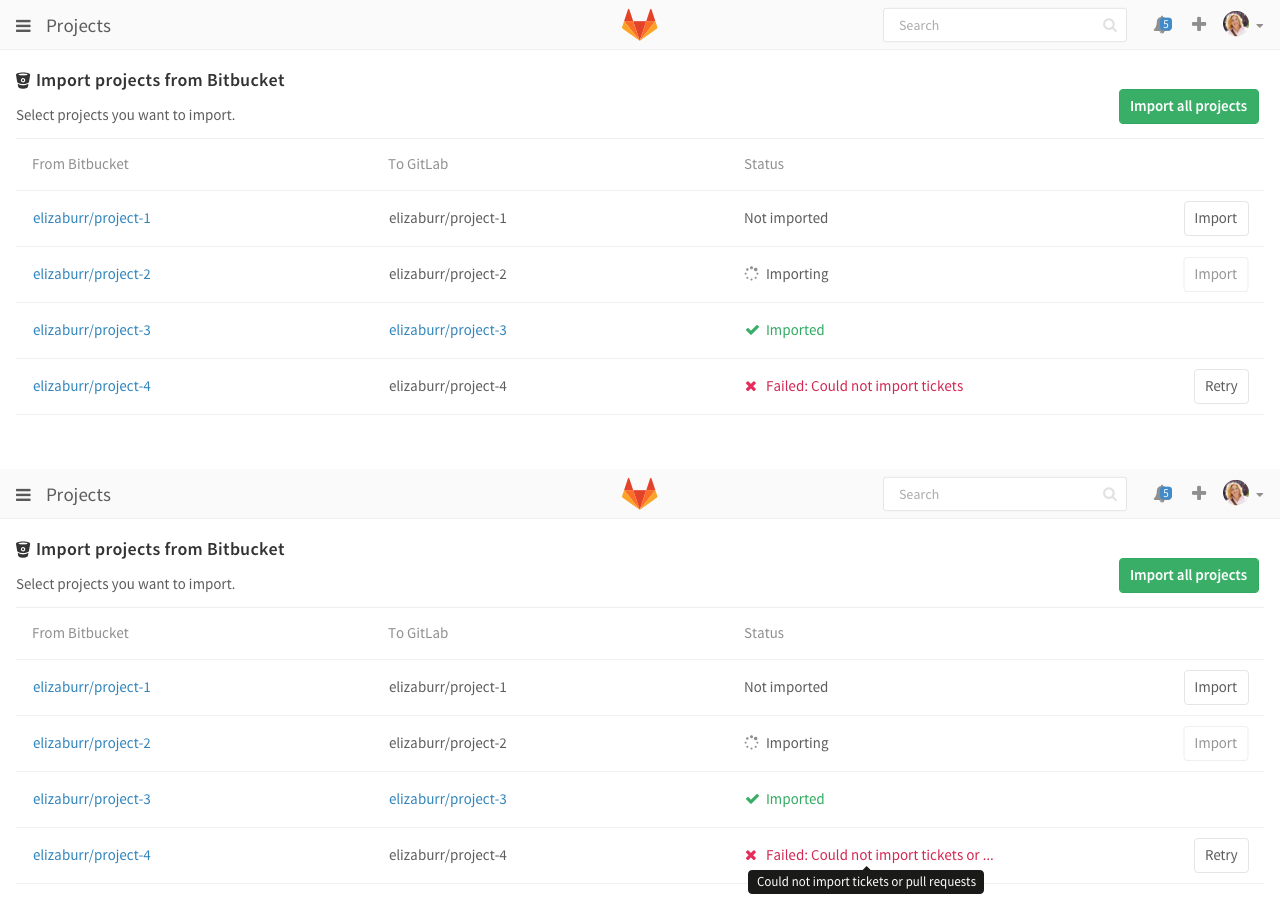 Projects Search 5
Import projects from Bitbucket
Import all projects
Select projects you want to import.
From Bitbucket To GitLab Status
elizaburr/project-1 elizaburr/project-1 Not imported Import
elizaburr/project-2 elizaburr/project-2 Importing Import
elizaburr/project-3 elizaburr/project-3 Imported
elizaburr/project-4 elizaburr/project-4 Failed: Could not import tickets Retry
Projects Search 5
Import projects from Bitbucket
Import all projects
Select projects you want to import.
From Bitbucket To GitLab Status
elizaburr/project-1 elizaburr/project-1 Not imported Import
elizaburr/project-2 elizaburr/project-2 Importing Import
elizaburr/project-3 elizaburr/project-3 Imported
elizaburr/project-4 elizaburr/project-4 Failed: Could not import tickets or ... Retry
Could not import tickets or pull requests